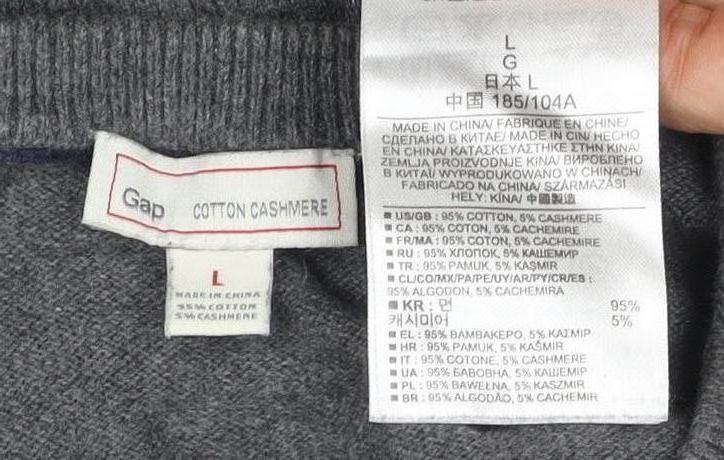 Gap COTTON CASHMERE
L
MADE IN CHINA
95% COTTON
5% CASHMERE
L
G
日本 L
中国 185/104A
MADE IN CHINA/ FABRIQUE EN CHINE/
СДЕЛАНО В КИТАЕ/ MADE IN CIN/ HECHO
EN CHINA/ ΚΑΤΑΣΚΕΥΑΣΤΗΚΕ ΣΤΗΝ ΚΙΝΑ/
ZEMLJA PROIZVODNJE KINA/ ВИРОБЛЕНО
В КИТАЇ/ WYPRODUKOWANO W CHINACH/
FABRICADO NA CHINA/ SZÁRMAZÁSI
HELY: KÍNA/ 中國製造
■ US/GB : 95% COTTON, 5% CASHMERE
■ CA : 95% COTON, 5% CACHEMIRE
■ FR/MA : 95% COTON, 5% CACHEMIRE
■ RU : 95% ХЛОПОК, 5% КАШЕМИР
■ TR : 95% PAMUK, 5% KAŞMIR
■ CL/CO/MX/PA/PE/UY/AR/PY/CR/ES :
95% ALGODON, 5% CACHEMIRA
■ KR : 면 95%
캐시미어 5%
■ EL : 95% ΒΑΜΒΑΚΕΡΟ, 5% ΚΑΣΜΙΡ
■ HR : 95% PAMUK, 5% KAŠMIR
■ IT : 95% COTONE, 5% CASHMERE
■ UA : 95% БАВОВНА, 5% КАШЕМИР
■ PL : 95% BAWEŁNA, 5% KASZMIR
■ BR : 95% ALGODÃO, 5% CACHEMIR